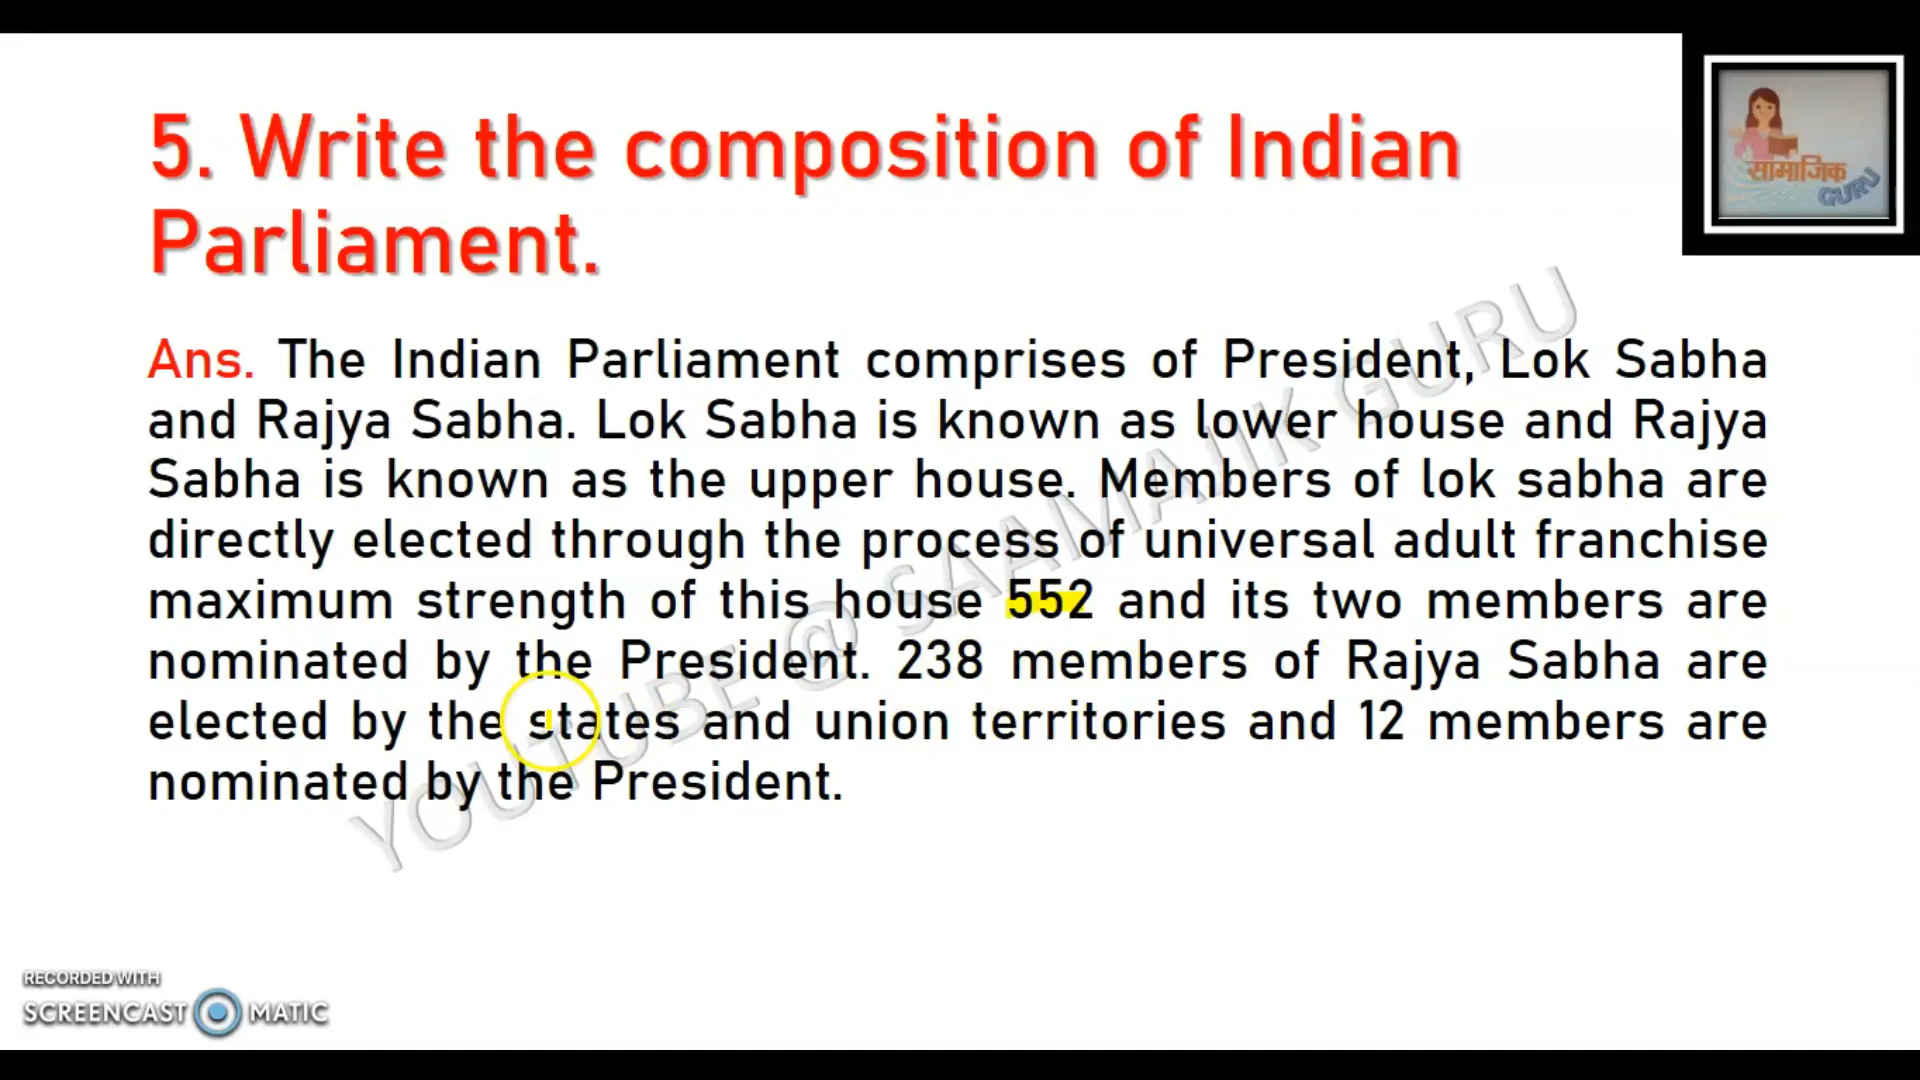 5. Write the composition of Indian
Parliament.
Ans. The Indian Parliament comprises of President, Lok Sabha
and Rajya Sabha. Lok Sabha is known as lower house and Rajya
Sabha is known as the upper house. Members of lok sabha are
directly elected through the process of universal adult franchise
maximum strength of this house 552 and its two members are
nominated by the President. 238 members of Rajya Sabha are
elected by the states and union territories and 12 members are
nominated by the President.
YOUTUBE @ SAAMAJIK GURU
सामाजिक
GURU
RECORDED WITH
SCREENCAST MATIC